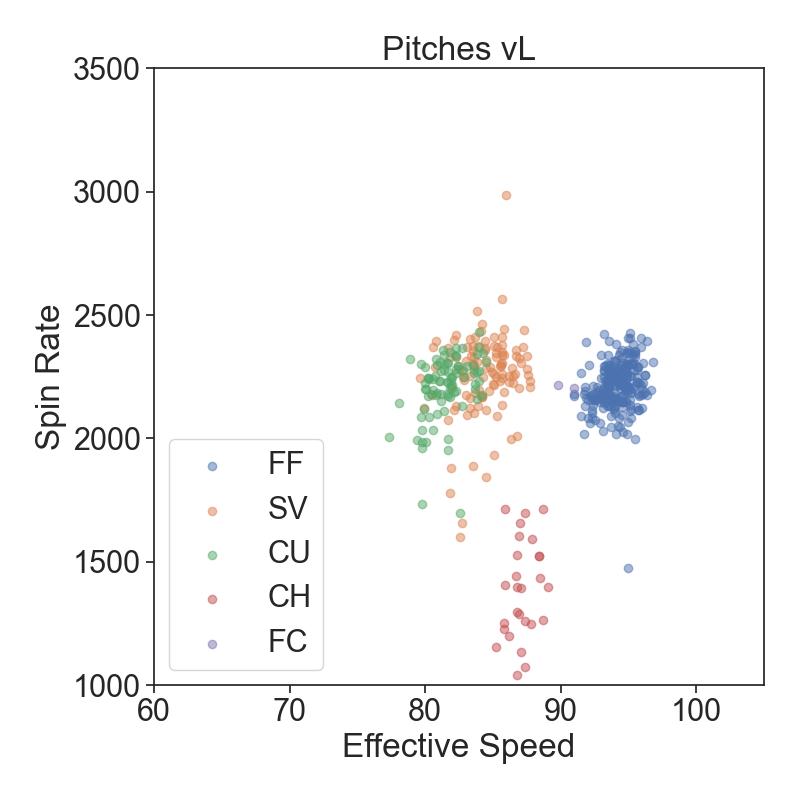 Pitches vL
3500
3000
2500
2000
1500
1000
Spin Rate
FF
SV
CU
CH
FC
60 70 80 90 100
Effective Speed